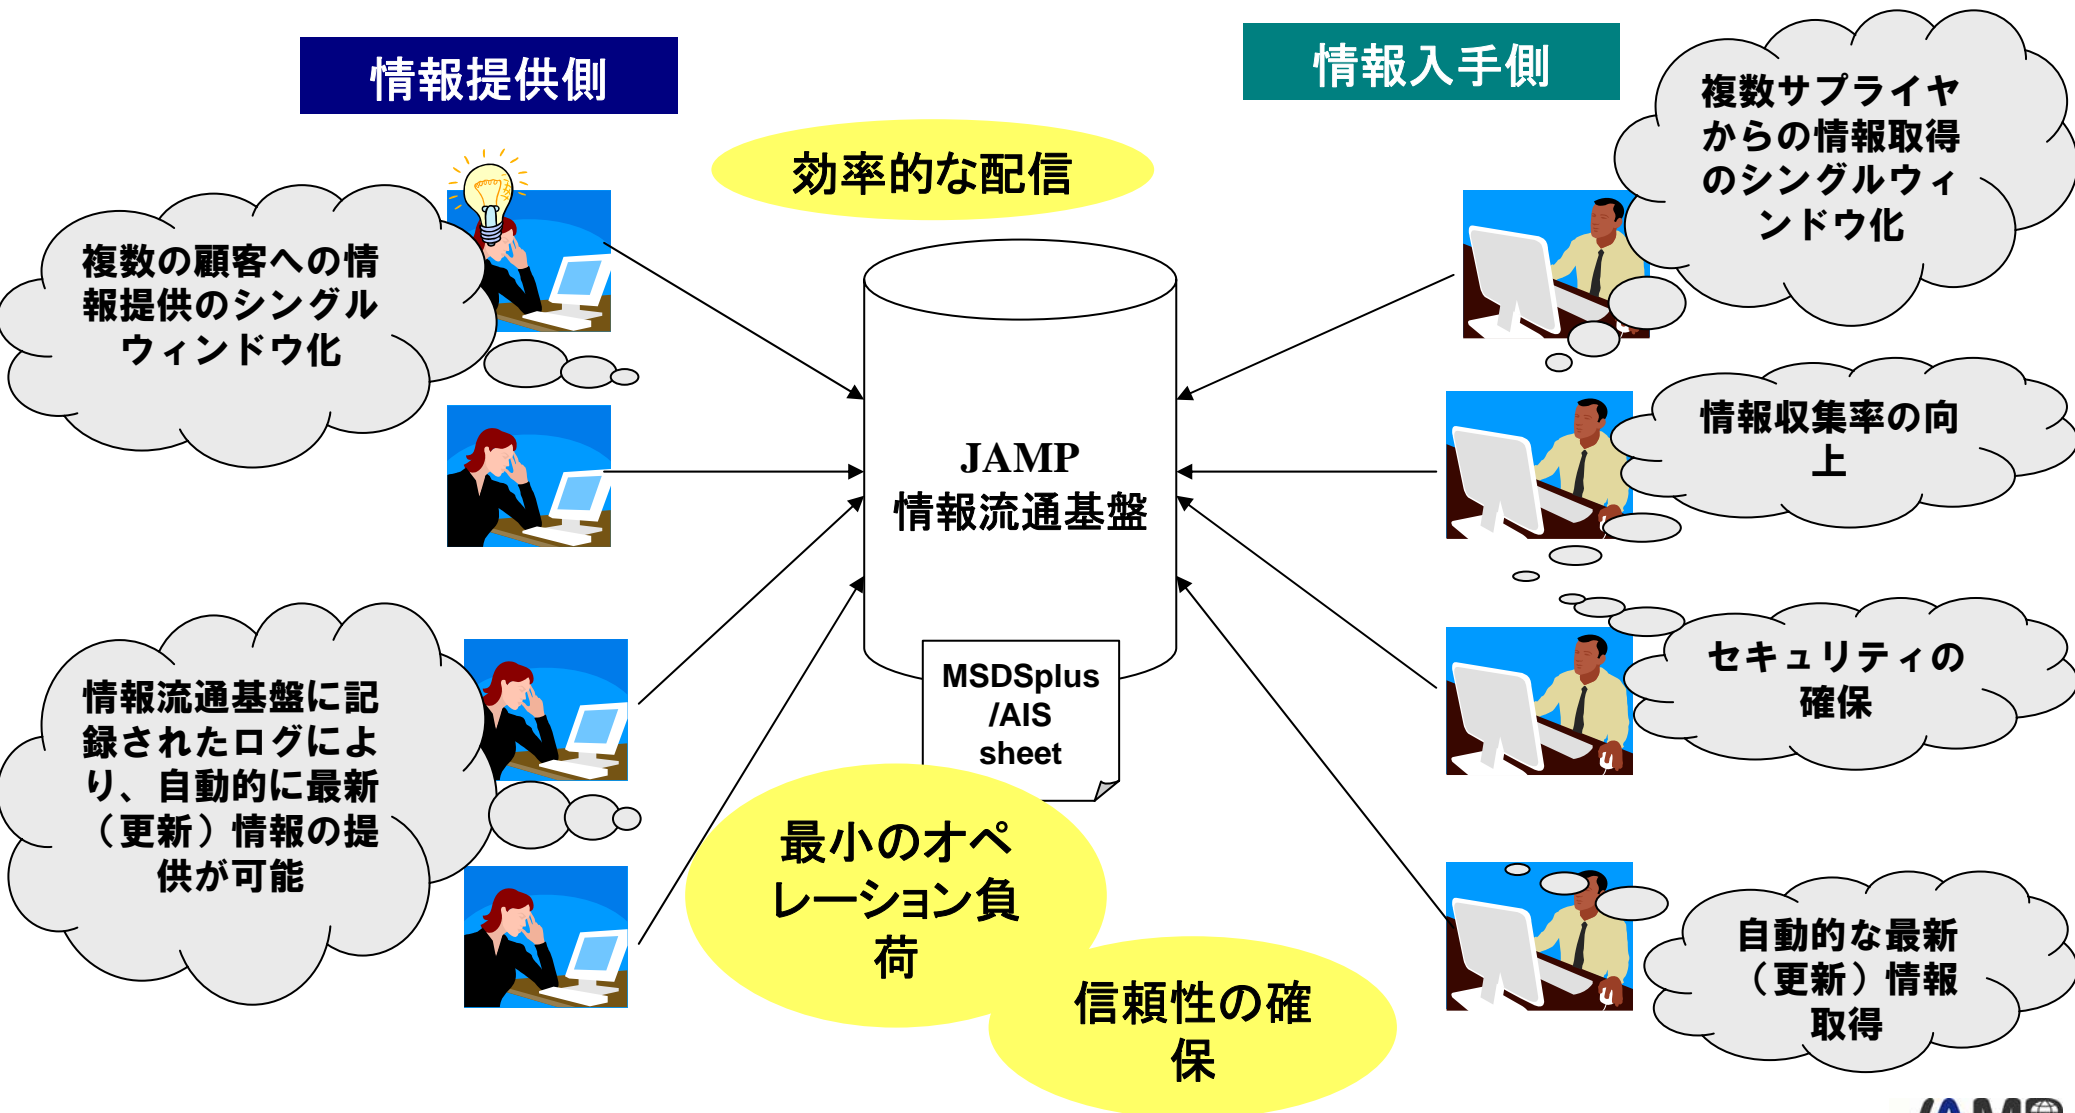 情報提供側
情報入手側
効率的な配信
複数の顧客への情
報提供のシングル
ウィンドウ化
複数サプライヤ
からの情報取得
のシングルウィ
ンドウ化
情報収集率の向
上
JAMP
情報流通基盤
MSDSplus
/AIS
sheet
情報流通基盤に記
録されたログによ
り、自動的に最新
（更新）情報の提
供が可能
セキュリティの
確保
最小のオペ
レーション負
荷
信頼性の確
保
自動的な最新
（更新）情報
取得